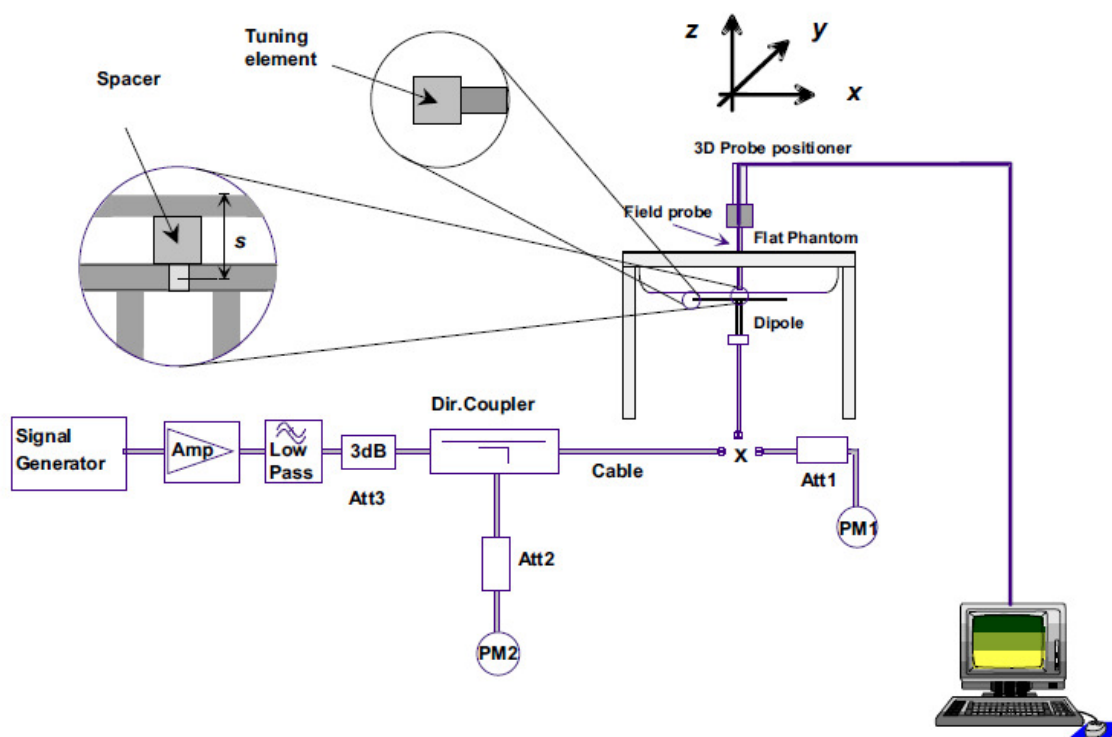 Tuning
element
z
y
x
Spacer
s
3D Probe positioner
Field probe
Flat Phantom
Dipole
Dir.Coupler
Signal
Generator
Amp
Low
Pass
3dB
Att3
Cable
x
Att1
PM1
Att2
PM2